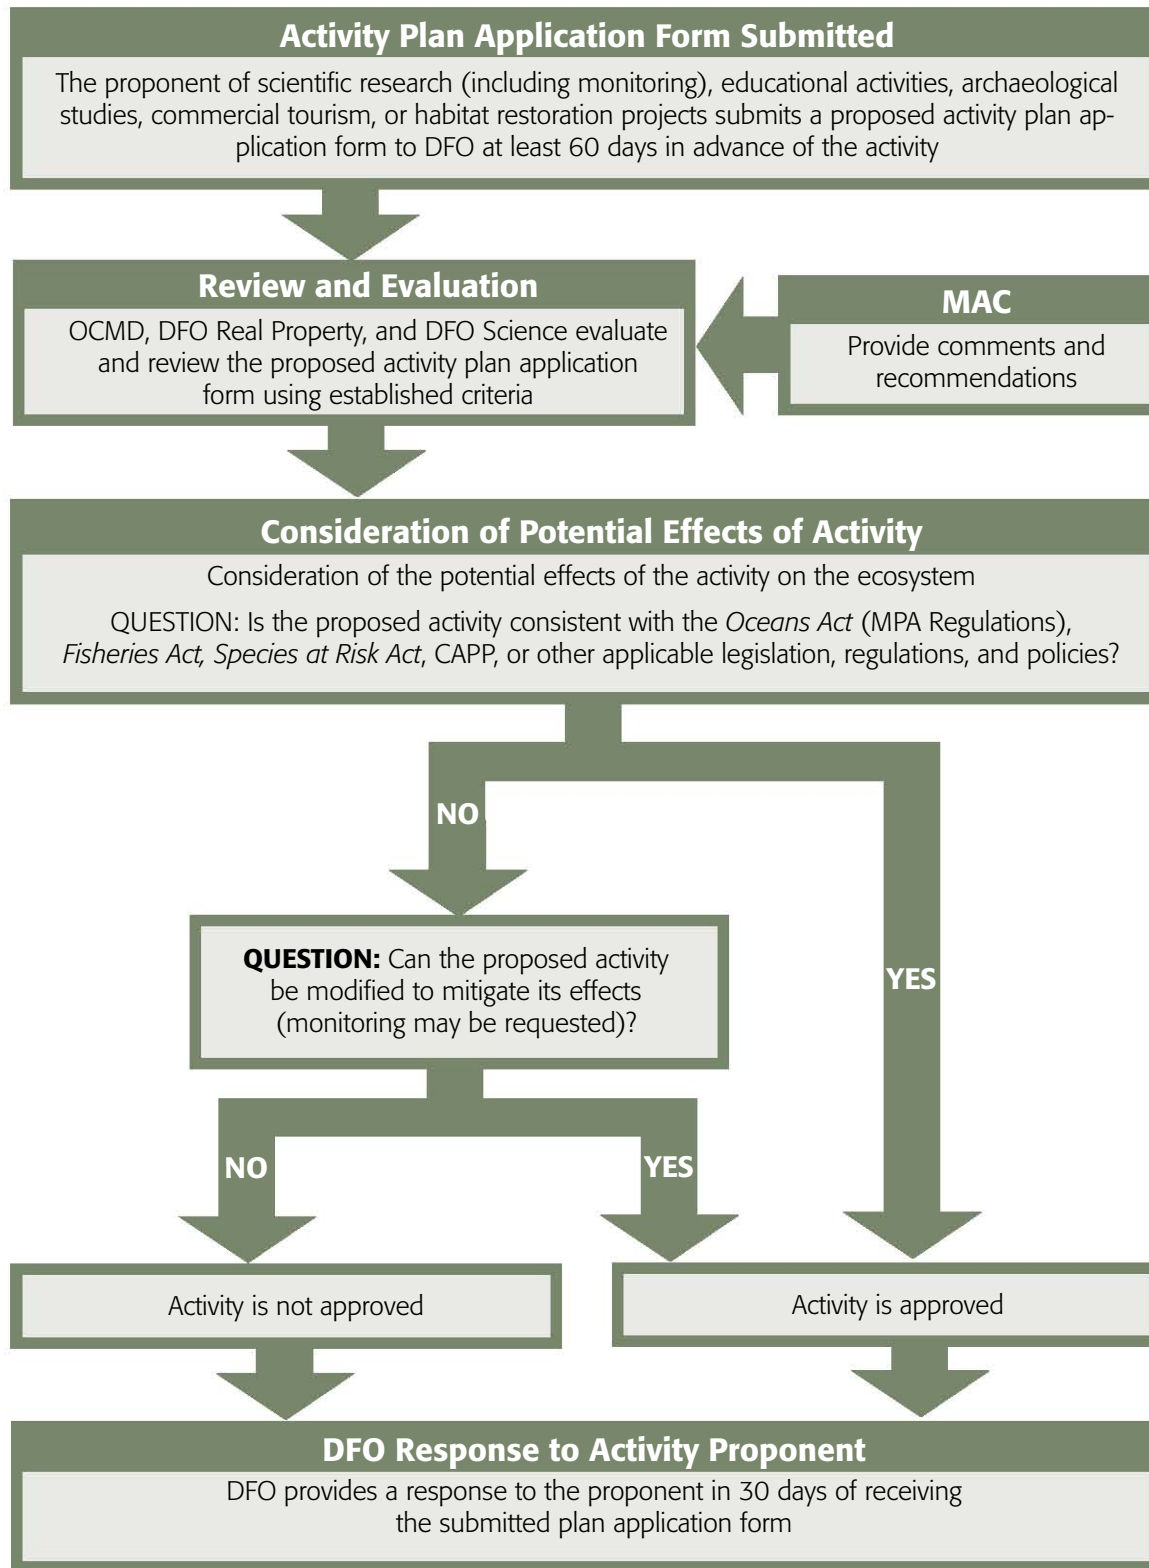 Activity Plan Application Form Submitted
The proponent of scientific research (including monitoring), educational activities, archaeological
studies, commercial tourism, or habitat restoration projects submits a proposed activity plan ap-
plication form to DFO at least 60 days in advance of the activity
Review and Evaluation
OCMD, DFO Real Property, and DFO Science evaluate
and review the proposed activity plan application
form using established criteria
MAC
Provide comments and
recommendations
Consideration of Potential Effects of Activity
Consideration of the potential effects of the activity on the ecosystem
QUESTION: Is the proposed activity consistent with the Oceans Act (MPA Regulations),
Fisheries Act, Species at Risk Act, CAPP, or other applicable legislation, regulations, and policies?
NO
QUESTION: Can the proposed activity
be modified to mitigate its effects
(monitoring may be requested)?
YES
NO
YES
Activity is not approved
Activity is approved
DFO Response to Activity Proponent
DFO provides a response to the proponent in 30 days of receiving
the submitted plan application form